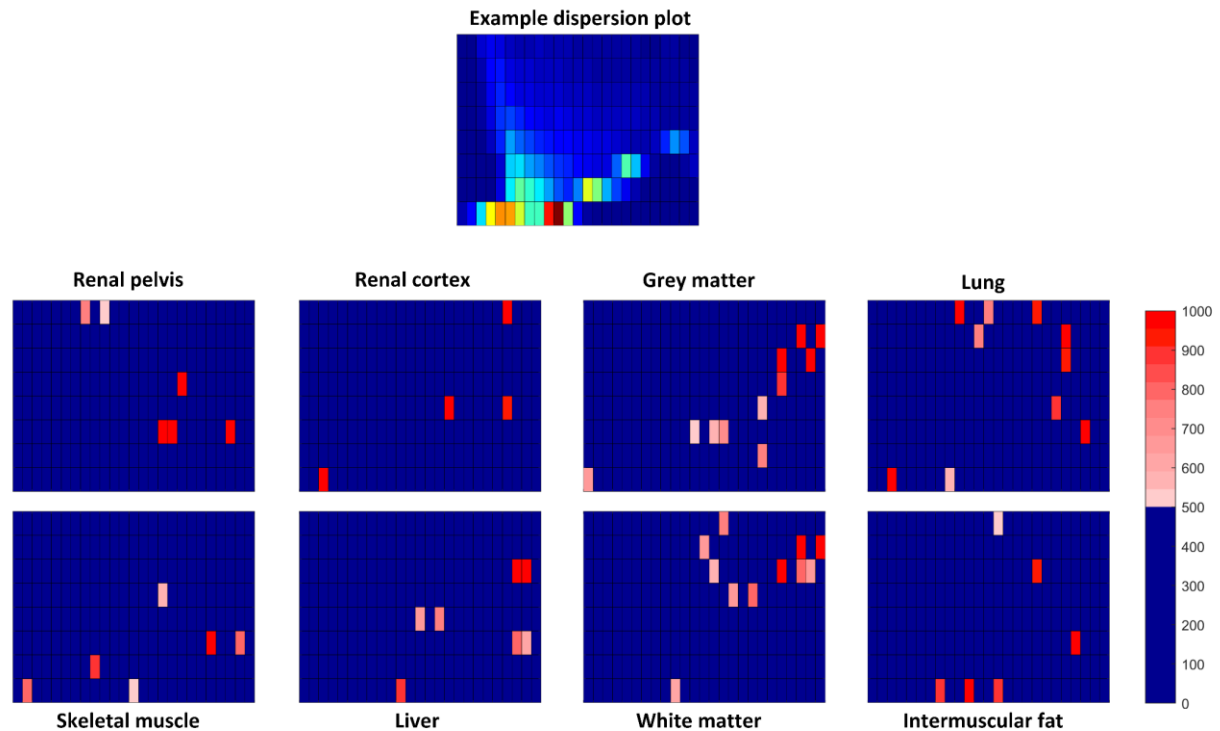 Example dispersion plot
Renal pelvis
Renal cortex
Grey matter
Lung
1000
900
800
700
600
500
400
300
200
100
0
Skeletal muscle
Liver
White matter
Intermuscular fat